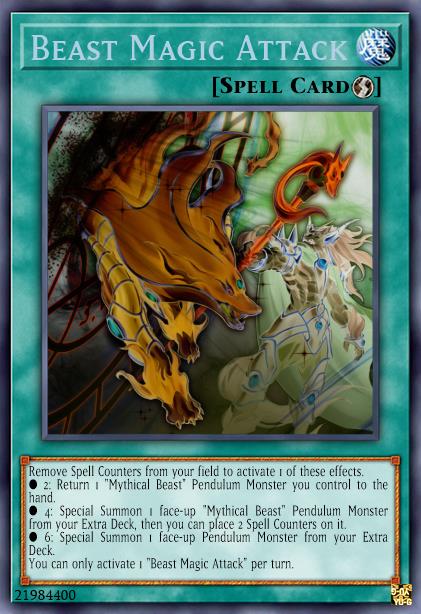 Beast Magic Attack 魔
[Spell Card]
Remove Spell Counters from your field to activate 1 of these effects.
● 2: Return 1 "Mythical Beast" Pendulum Monster you control to the
hand.
● 4: Special Summon 1 face-up "Mythical Beast" Pendulum Monster
from your Extra Deck, then you can place 2 Spell Counters on it.
● 6: Special Summon 1 face-up Pendulum Monster from your Extra
Deck.
You can only activate 1 "Beast Magic Attack" per turn.
21984400